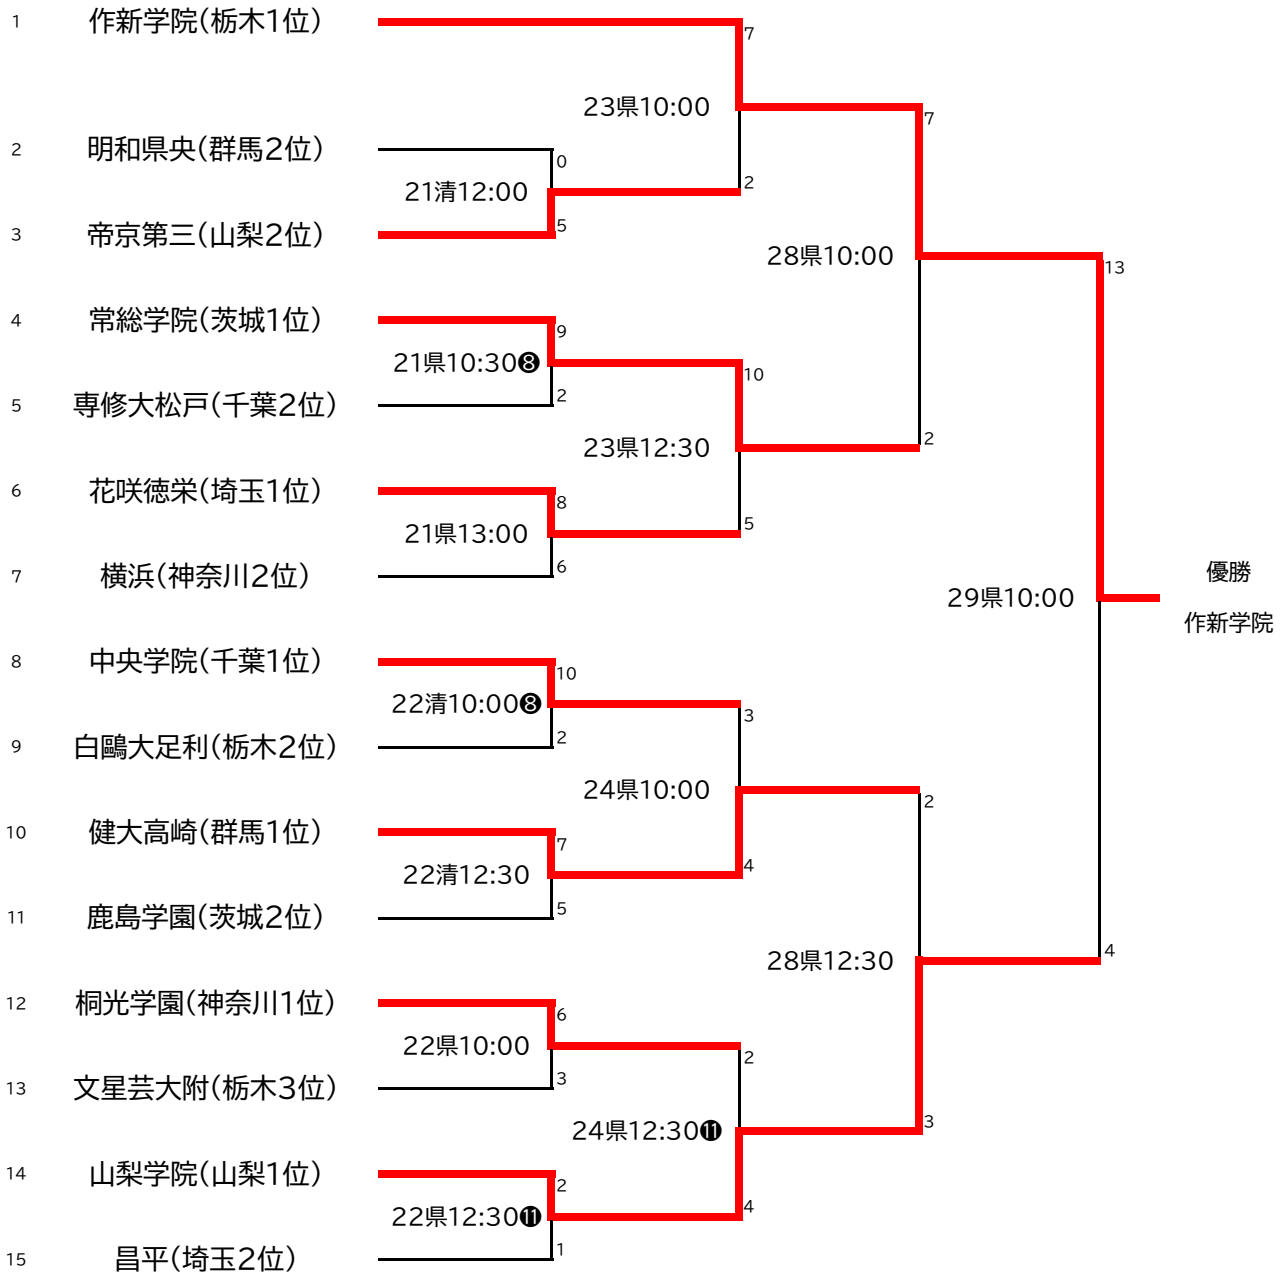 1 作新学院(栃木1位)
7
23県10:00
7
2 明和県央(群馬2位)
0
21清12:00
2
3 帝京第三(山梨2位)
5
28県10:00
13
4 常総学院(茨城1位)
9
21県10:30❽
10
5 専修大松戸(千葉2位)
2
23県12:30
2
6 花咲徳栄(埼玉1位)
8
21県13:00
5
7 横浜(神奈川2位)
6
29県10:00
優勝
作新学院
8 中央学院(千葉1位)
10
22清10:00❽
3
9 白鷗大足利(栃木2位)
2
24県10:00
2
10 健大高崎(群馬1位)
7
22清12:30
4
11 鹿島学園(茨城2位)
5
28県12:30
4
12 桐光学園(神奈川1位)
6
22県10:00
2
13 文星芸大附(栃木3位)
3
24県12:30⓫
3
14 山梨学院(山梨1位)
2
22県12:30⓫
4
15 昌平(埼玉2位)
1